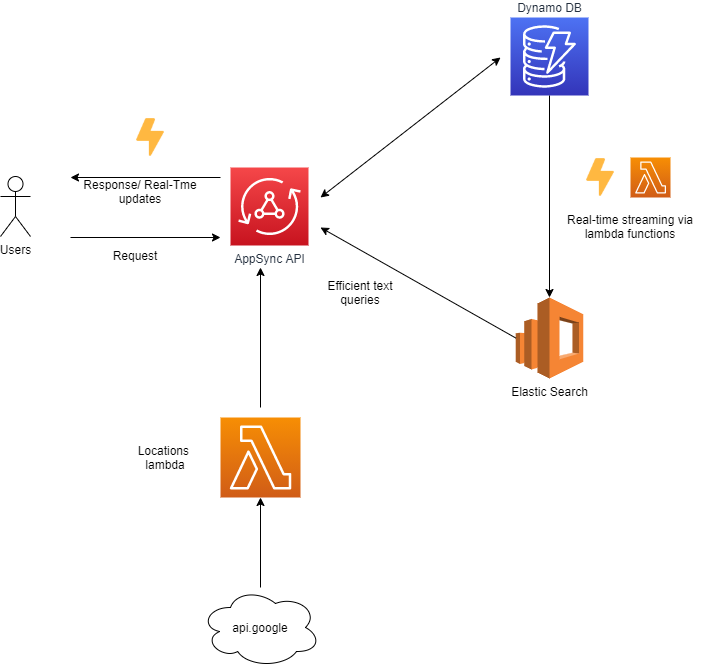 Dynamo DB
Response/ Real-Tme
updates
Users
Request
AppSync API
Real-time streaming via
lambda functions
Efficient text
queries
Elastic Search
Locations
lambda
api.google